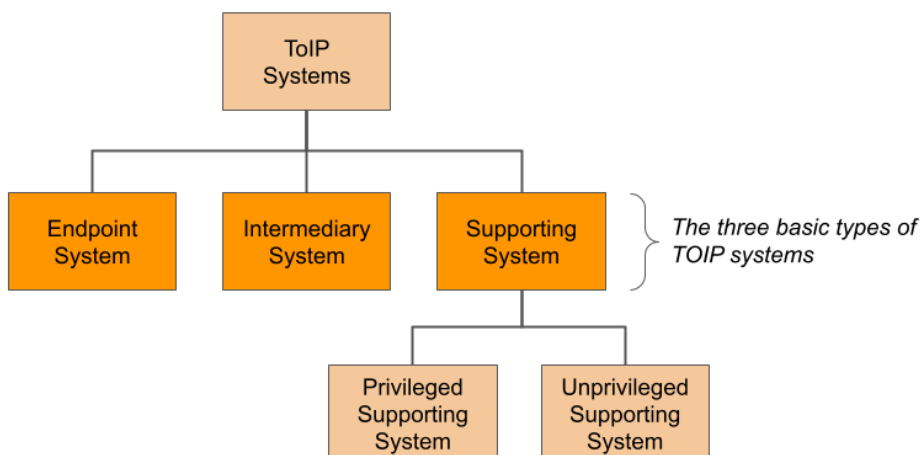 ToIP
Systems
Endpoint
System
Intermediary
System
Supporting
System
The three basic types of
TOIP systems
Privileged
Supporting
System
Unprivileged
Supporting
System